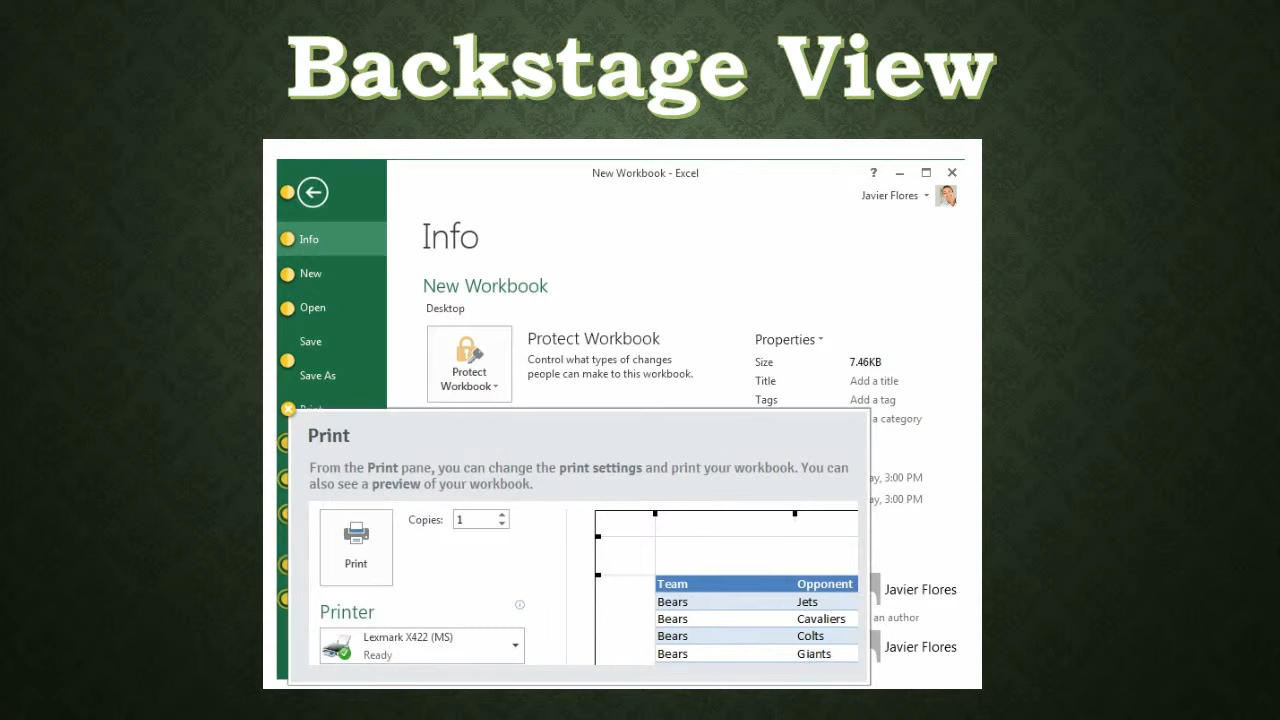 Backstage View
New Workbook - Excel
?
Javier Flores
Info
New
Open
Save
Save As
Print
Info
New Workbook
Desktop
Protect
Workbook
Protect Workbook
Control what types of changes
people can make to this workbook.
Properties
Size 7.46KB
Title Add a title
Tags Add a tag
a category
ay, 3:00 PM
ay, 3:00 PM
Javier Flores
an author
Javier Flores
Print
From the Print pane, you can change the print settings and print your workbook. You can
also see a preview of your workbook.
Print
Copies: 1
Printer
Lexmark X422 (MS)
Ready
Team Opponent
Bears Jets
Bears Cavaliers
Bears Colts
Bears Giants